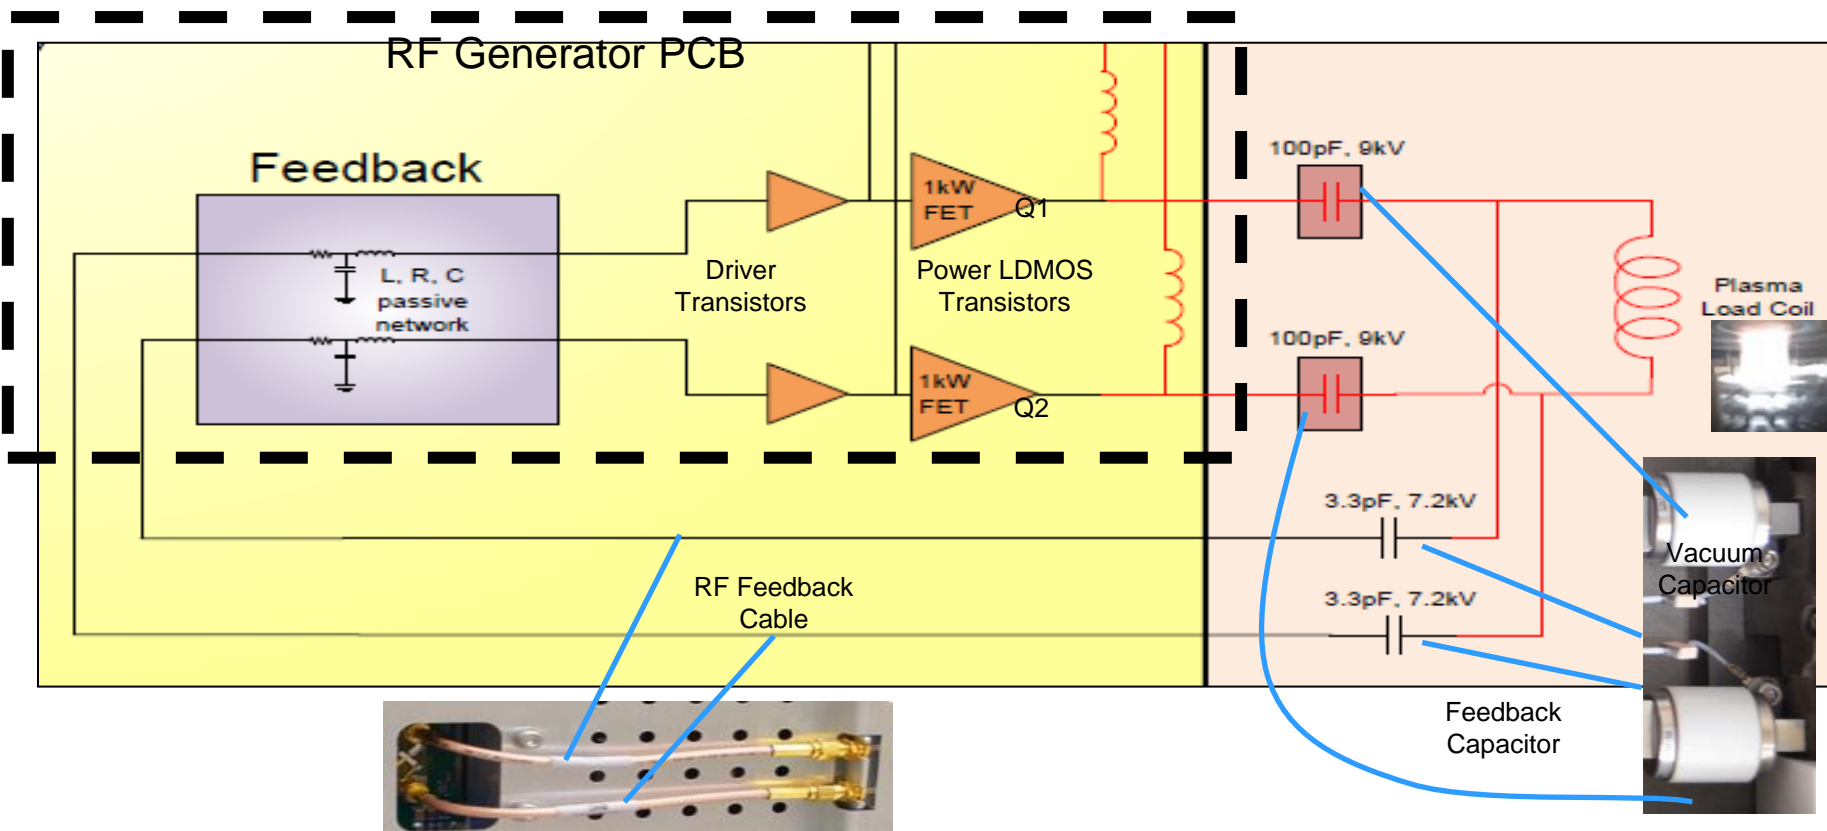 RF Generator PCB
Feedback
L, R, C
passive
network
Driver
Transistors
1kW
FET
Q1
Power LDMOS
Transistors
1kW
FET
Q2
100pF, 9kV
100pF, 9kV
Plasma
Load Coil
3.3pF, 7.2kV
3.3pF, 7.2kV
Vacuum
Capacitor
RF Feedback
Cable
Feedback
Capacitor